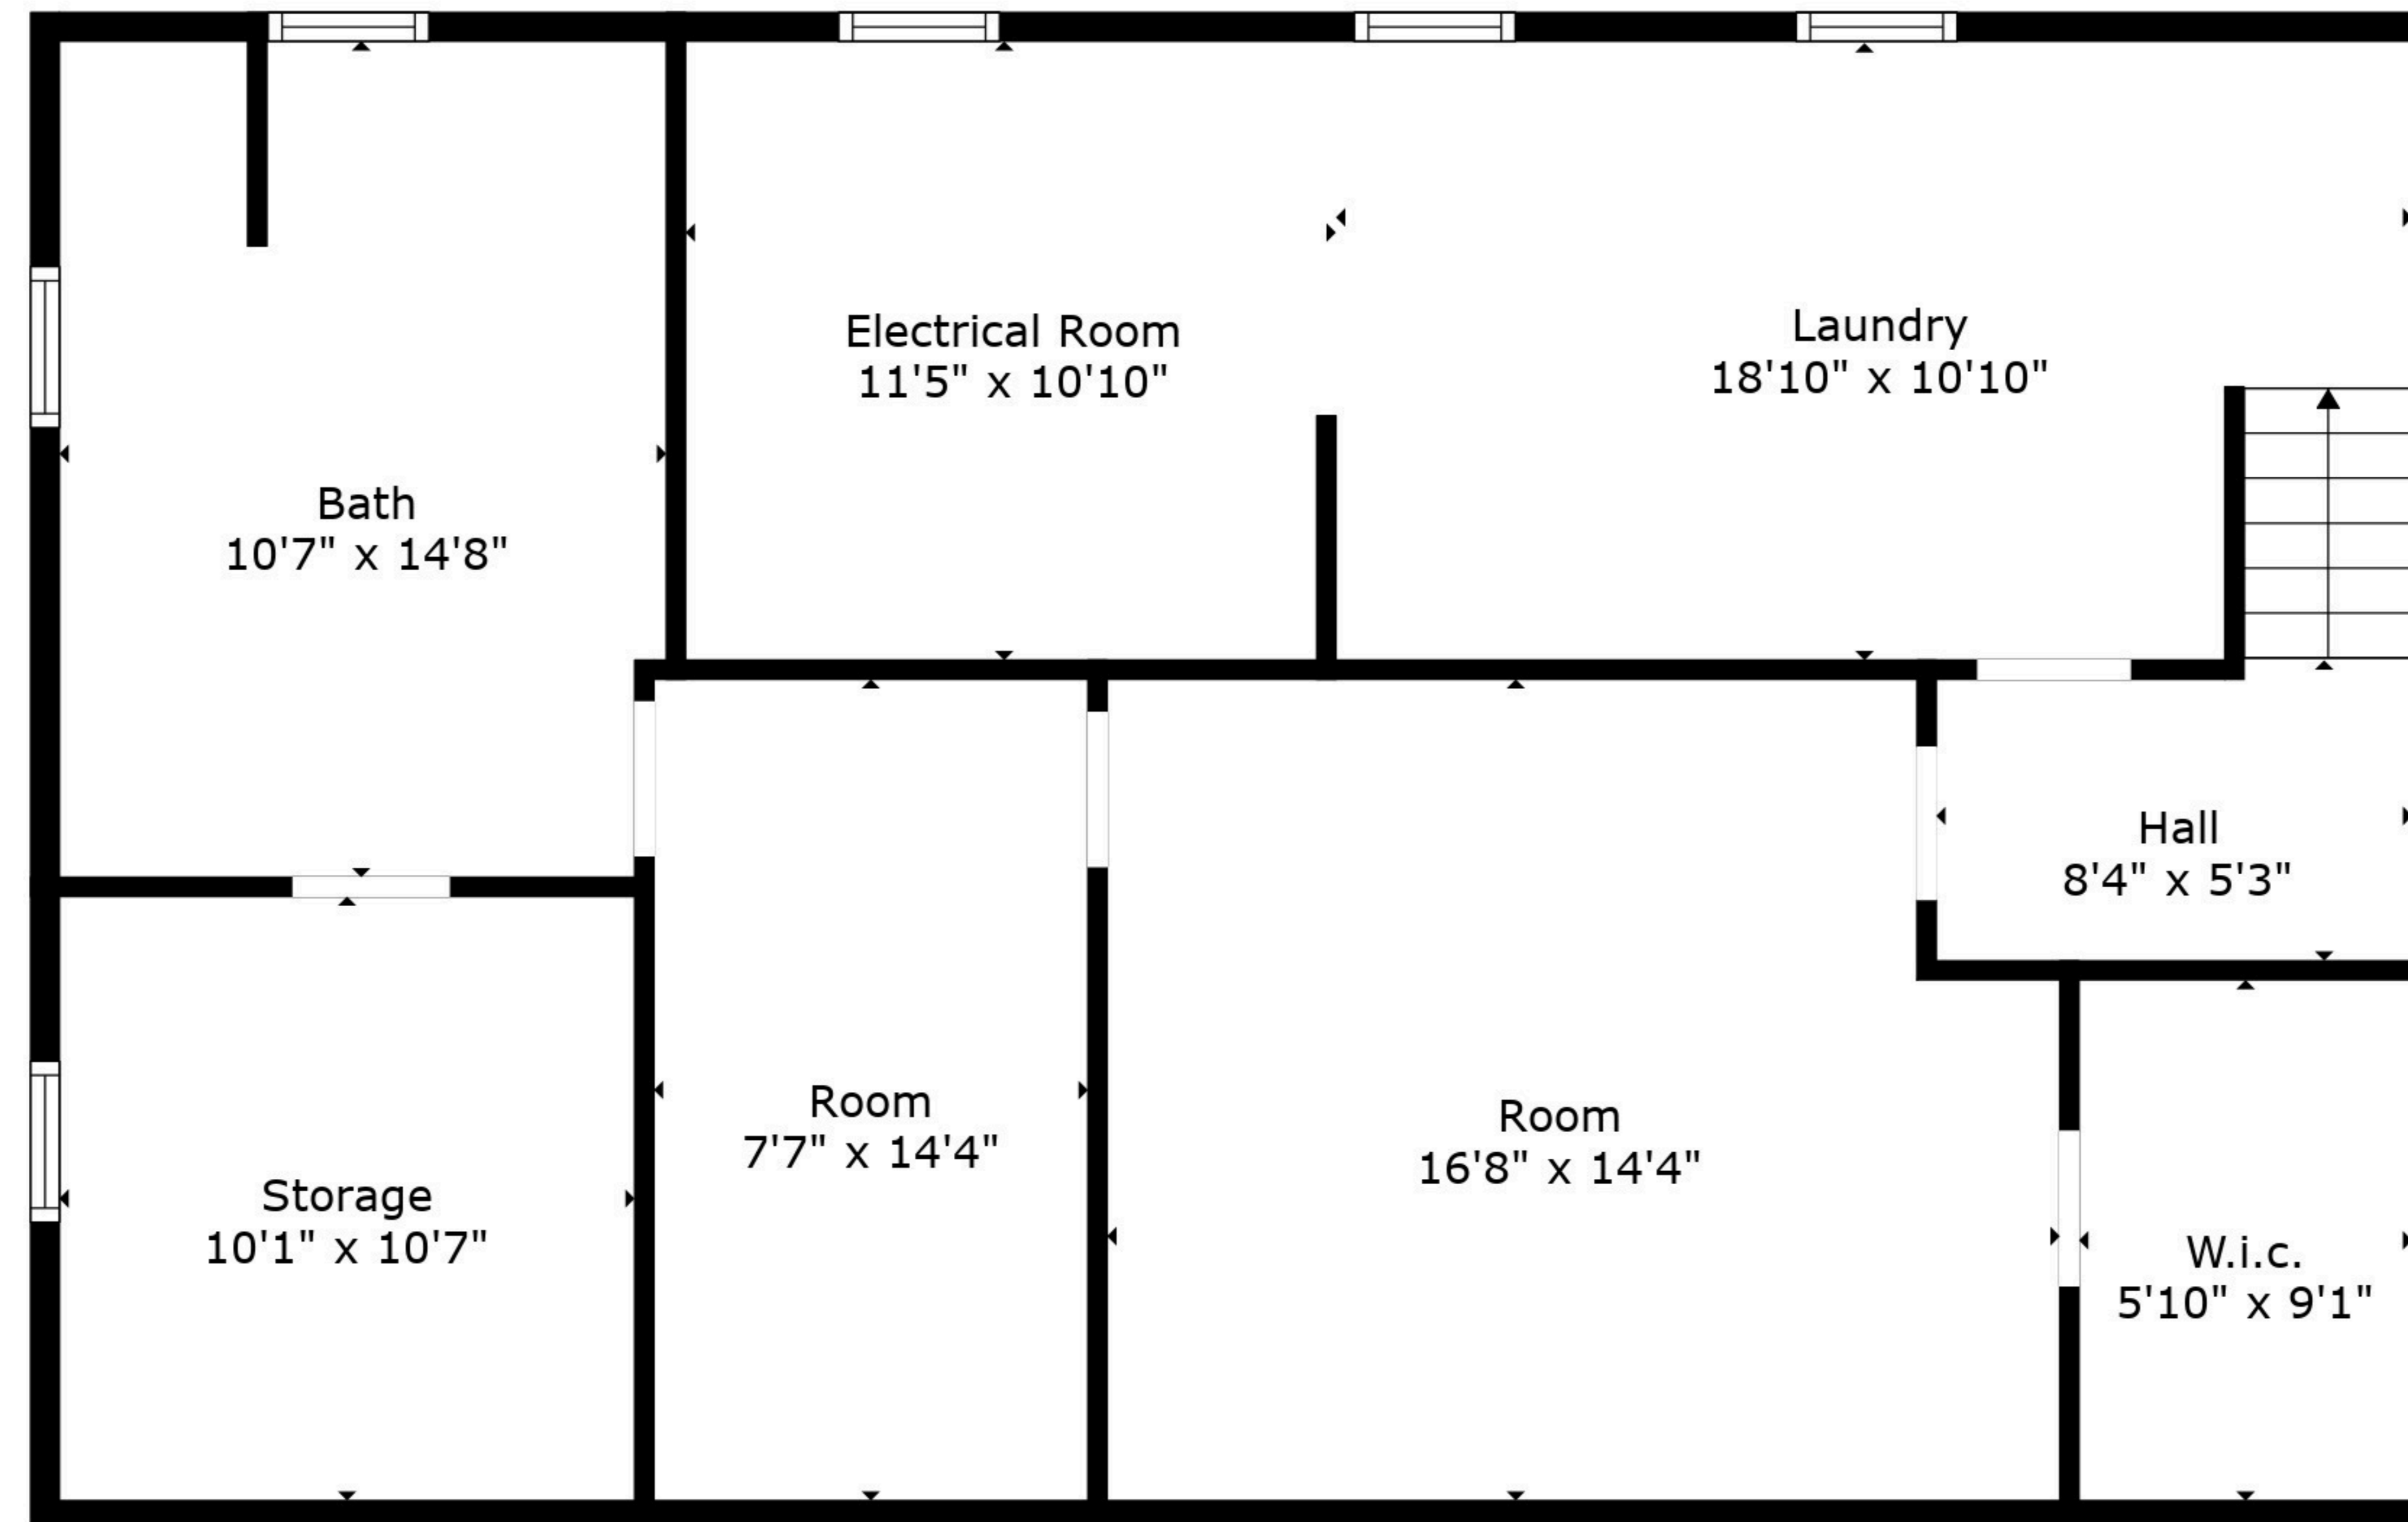 Electrical Room
11'5" x 10'10"
Laundry
18'10" x 10'10"
Bath
10'7" x 14'8"
Hall
8'4" x 5'3"
Room
7'7" x 14'4"
Room
16'8" x 14'4"
Storage
10'1" x 10'7"
W.i.c.
5'10" x 9'1"